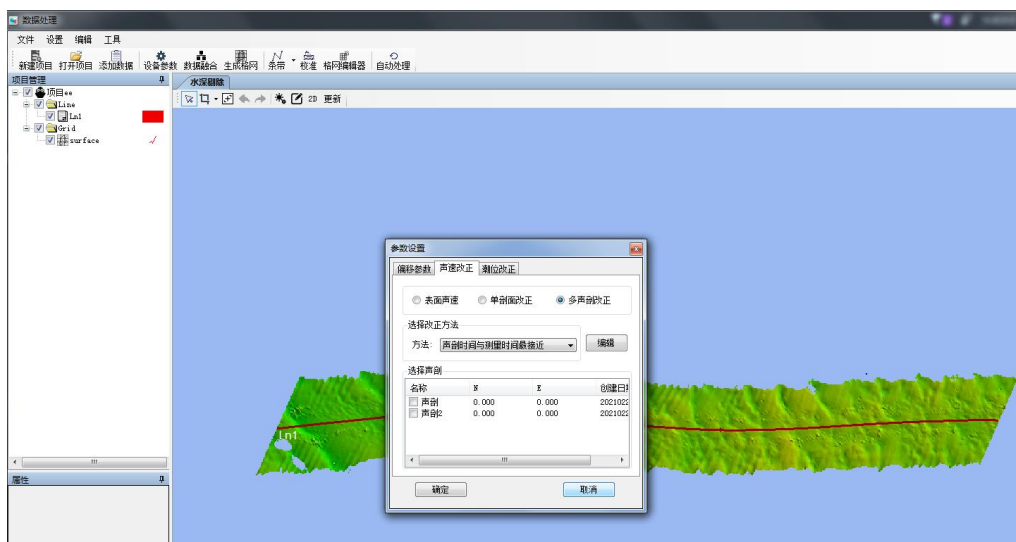 数据处理
文件 设置 编辑 工具
新建项目 打开项目 添加数据 设备参数 数据融合 生成格网 条带 校准 格网编辑器 自动处理
项目管理
水深剔除
项目ee
2D 更新
Line
Ln1
Grid
surface
参数设置
偏移参数 声速改正 潮位改正
表面声速 单剖面改正 多声剖改正
选择改正方法
方法: 声剖时间与测量时间最接近 编辑
选择声剖
名称 N E 创建日期
声剖 0.000 0.000 2021022
声剖2 0.000 0.000 2021022
Ln1
属性
确定 取消